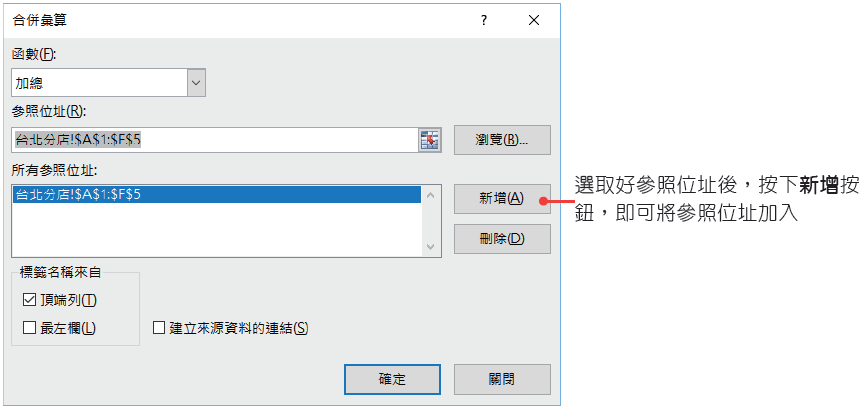 合併彙算
?
函數(F):
加總
參照位址(R):
台北分店!$A$1:$F$5
瀏覽(B)...
所有參照位址:
台北分店!$A$1:$F$5
新增(A)
刪除(D)
選取好參照位址後，按下新增按
鈕，即可將參照位址加入
標籤名稱來自
頂端列(T)
最左欄(L)
建立來源資料的連結(S)
確定
關閉